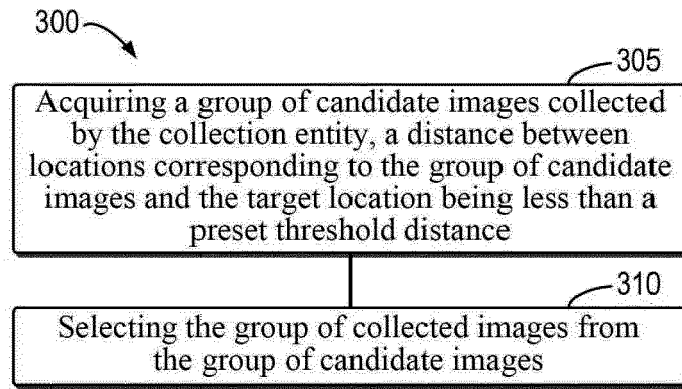 300
305
Acquiring a group of candidate images collected
by the collection entity, a distance between
locations corresponding to the group of candidate
images and the target location being less than a
preset threshold distance
310
Selecting the group of collected images from
the group of candidate images